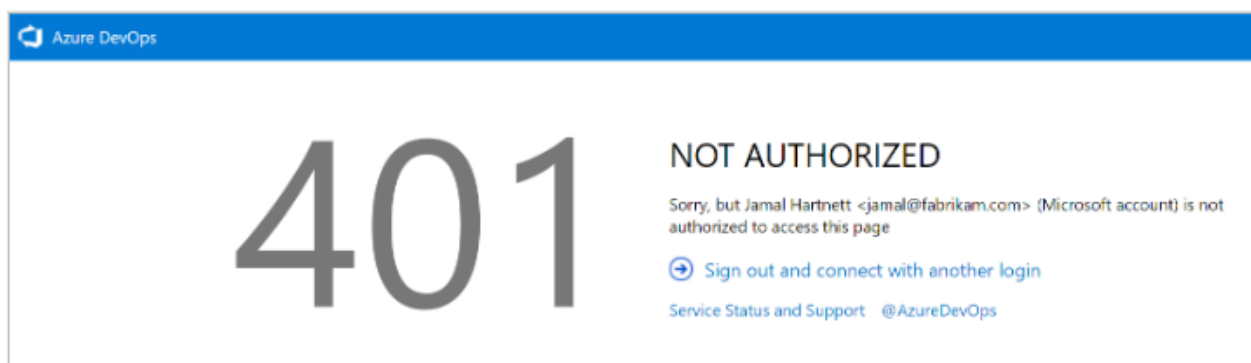 Azure DevOps
401
NOT AUTHORIZED
Sorry, but Jamal Hartnett <jamal@fabrikam.com> (Microsoft account) is not
authorized to access this page
Sign out and connect with another login
Service Status and Support @AzureDevOps